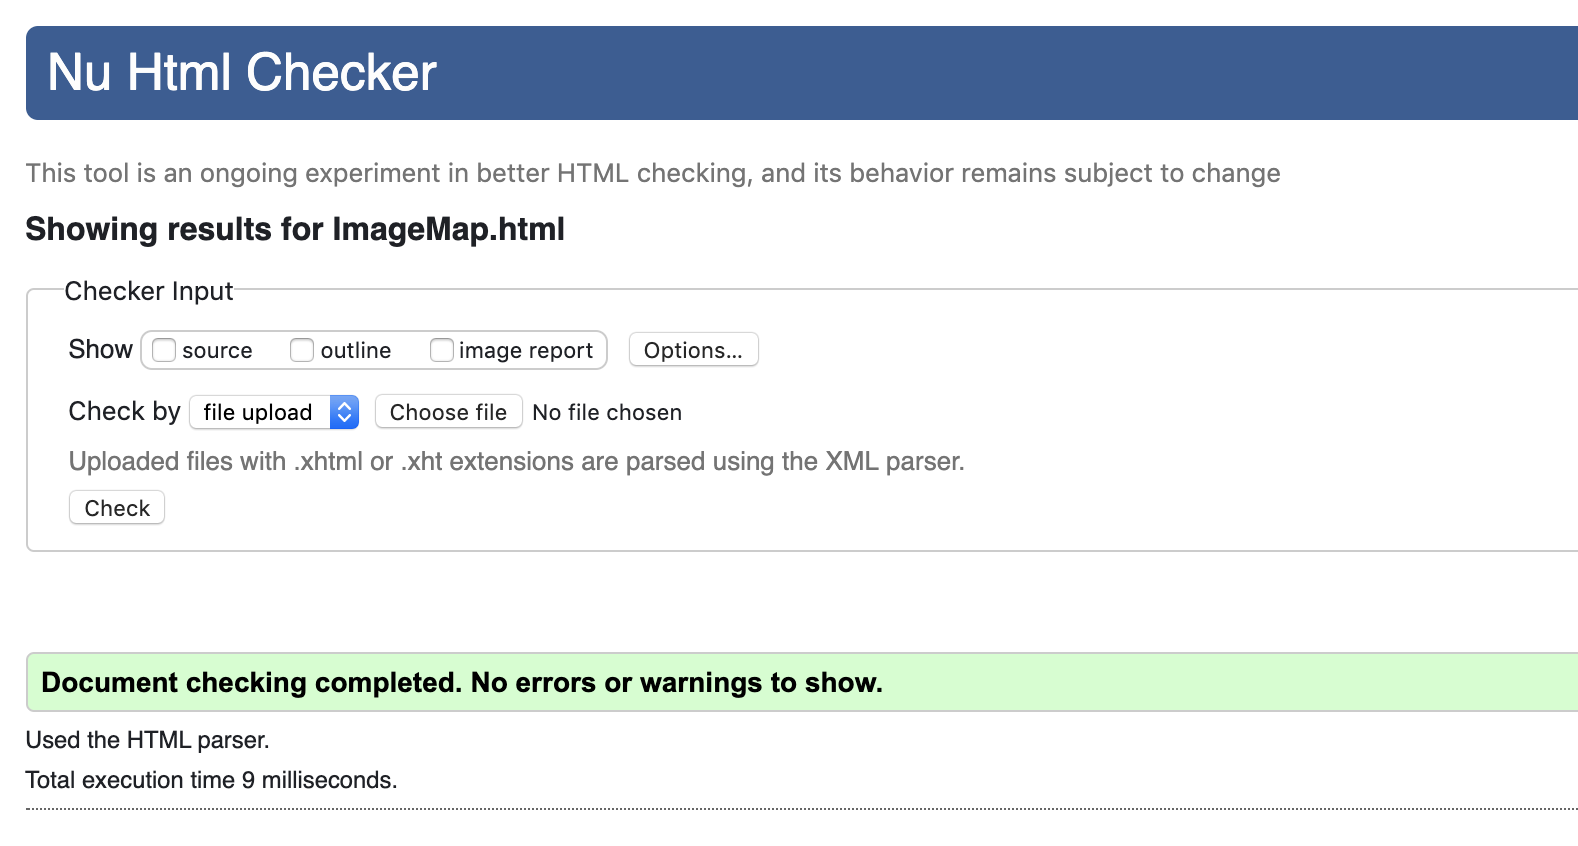 Nu Html Checker
This tool is an ongoing experiment in better HTML checking, and its behavior remains subject to change
Showing results for ImageMap.html
Checker Input
Show source outline image report Options...
Check by file upload Choose file No file chosen
Uploaded files with .xhtml or .xht extensions are parsed using the XML parser.
Check
Document checking completed. No errors or warnings to show.
Used the HTML parser.
Total execution time 9 milliseconds.